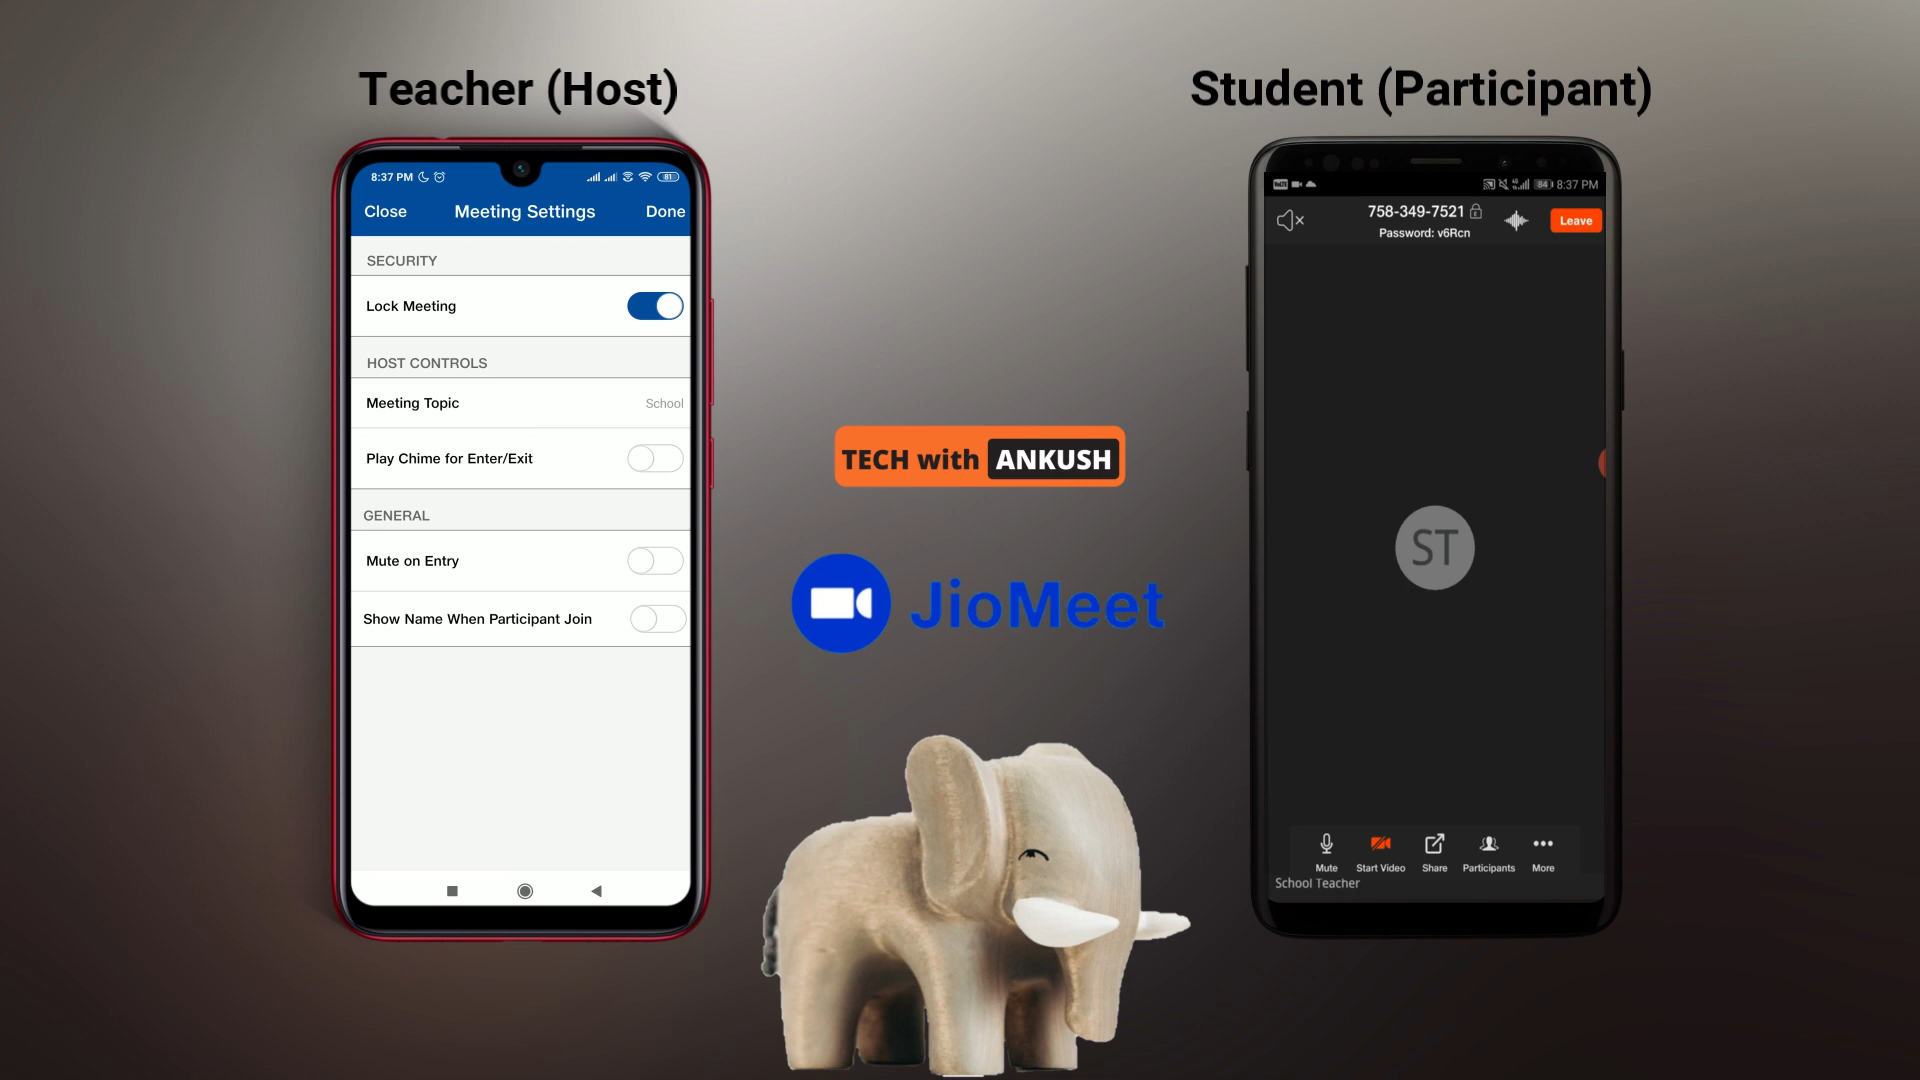 Teacher (Host)
8:37 PM
81
Close
Meeting Settings
Done
SECURITY
Lock Meeting
HOST CONTROLS
Meeting Topic
School
Play Chime for Enter/Exit
GENERAL
Mute on Entry
Show Name When Participant Join
TECH with ANKUSH
JioMeet
Student (Participant)
84
8:37 PM
758-349-7521
Password: v6Rcn
Leave
ST
Mute
Start Video
Share
Participants
More
School Teacher